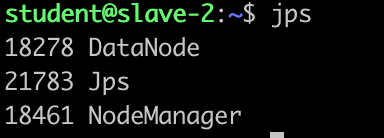 student@slave-2:~$ jps
18278 DataNode
21783 Jps
18461 NodeManager